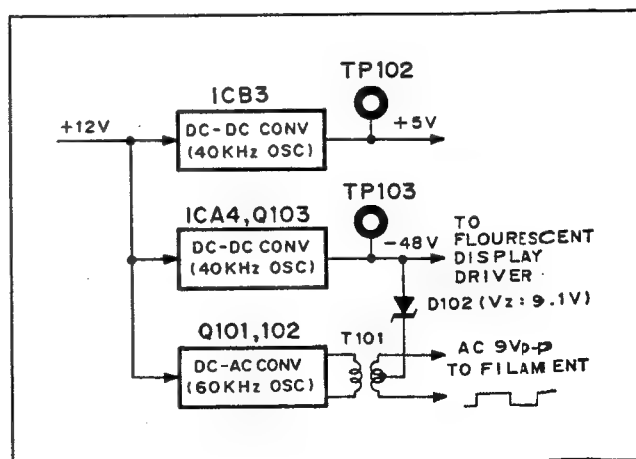 TP102
ICB3
+12V
DC-DC CONV
(40KHz OSC)
+5V
TP103
ICA4,Q103
DC-DC CONV
(40KHz OSC)
-48V
TO
FLOURESCENT
DISPLAY
DRIVER
D102 (Vz: 9.1V)
Q101,102
DC-AC CONV
(60KHz OSC)
T101
AC 9Vp-p
TO FILAMENT